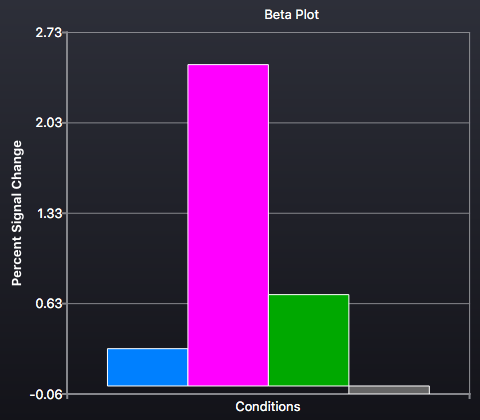 Beta Plot
2.73
2.03
1.33
0.63
-0.06
Percent Signal Change
Conditions